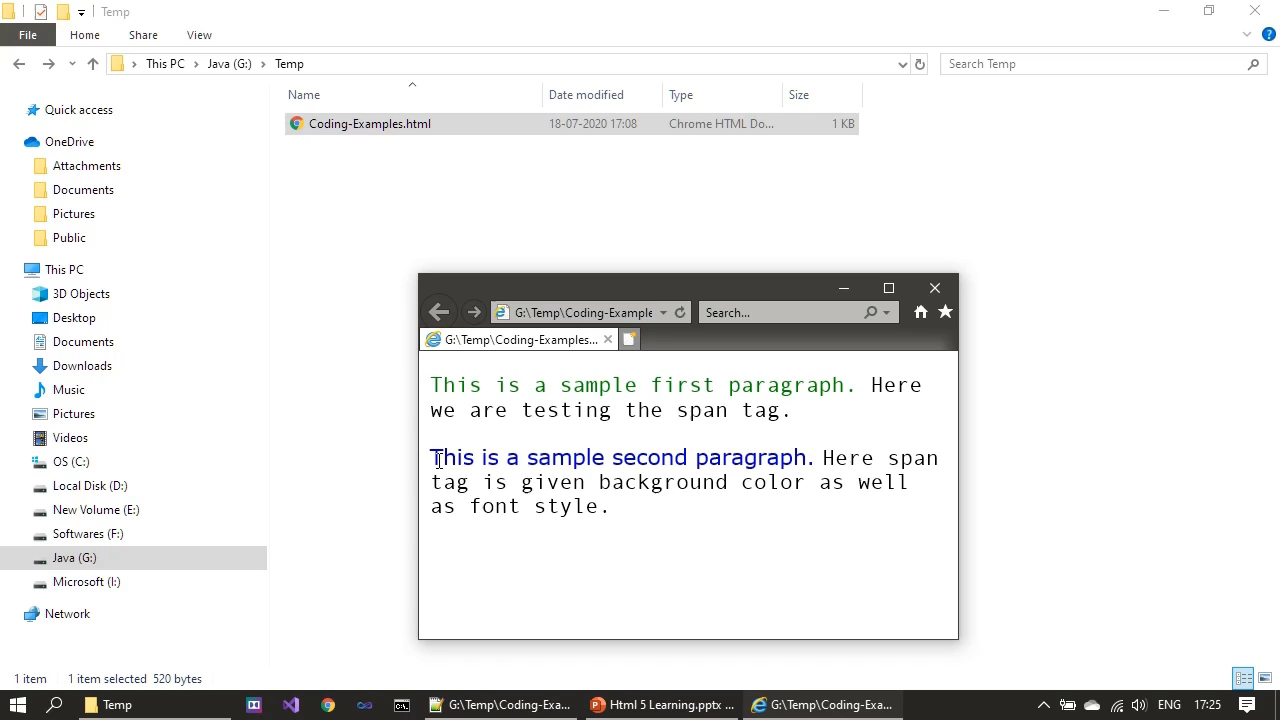 Temp
File Home Share View
This PC Java (G:) Temp Search Temp
Name Date modified Type Size
Coding-Examples.html 18-07-2020 17:08 Chrome HTML Do... 1 KB
Quick access
OneDrive
Attachments
Documents
Pictures
Public
This PC
3D Objects
Desktop
Documents
Downloads
Music
Pictures
Videos
OS (C:)
Local Disk (D:)
New Volume (E:)
Softwares (F:)
Java (G:)
Microsoft (I:)
Network
G:\Temp\Coding-Example Search...
G:\Temp\Coding-Examples...
This is a sample first paragraph. Here
we are testing the span tag.
This is a sample second paragraph. Here span
tag is given background color as well
as font style.
1 item 1 item selected 520 bytes
Temp G:\Temp\Coding-Exa... Html 5 Learning.pptx ... G:\Temp\Coding-Exa... 17:25